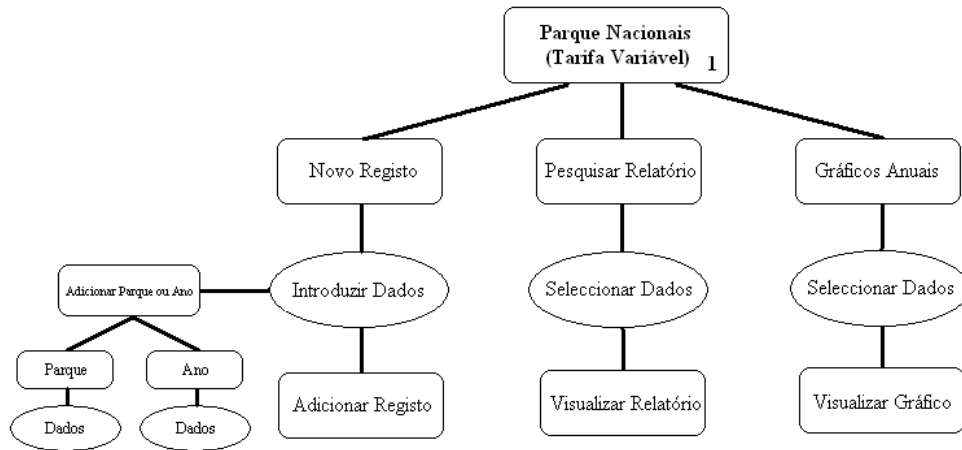 Parque Nacionais
(Tarifa Variável)
1
Novo Registo
Pesquisar Relatório
Gráficos Anuais
Adicionar Parque ou Ano
Introduzir Dados
Seleccionar Dados
Seleccionar Dados
Parque
Ano
Adicionar Registo
Visualizar Relatório
Visualizar Gráfico
Dados
Dados